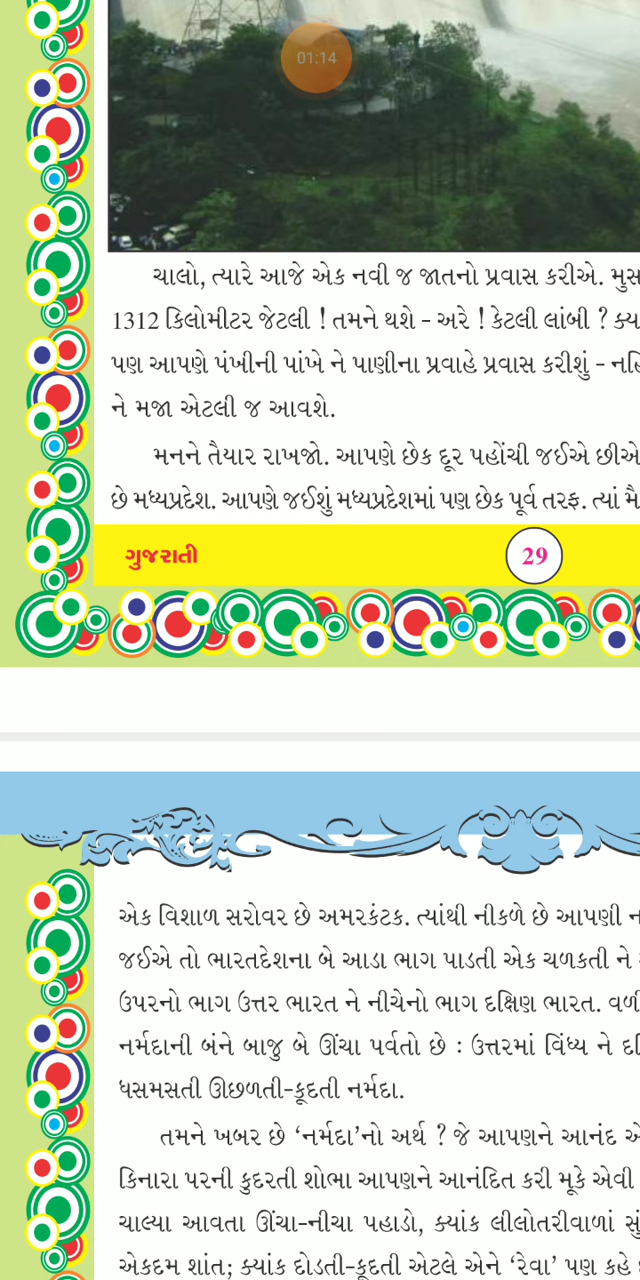 01:14
ચાલો, ત્યારે આજે એક નવી જ જાતનો પ્રવાસ કરીએ.
1312 કિલોમીટર જેટલી ! તમને થશે - અરે ! કેટલી લાંબી ?
પણ આપણે પંખીની પાંખે ને પાણીના પ્રવાહે પ્રવાસ કરીશું -
ને મજા એટલી જ આવશે.
મનને તૈયાર રાખજો. આપણે છેક દૂર પહોંચી જઈએ છીએ
છે મધ્યપ્રદેશ. આપણે જઈશું મધ્યપ્રદેશમાં પણ છેક પૂર્વ તરફ. ત્યાં
ગુજરાતી
29
એક વિશાળ સરોવર છે અમરકંટક. ત્યાંથી નીકળે છે આપણી
જઈએ તો ભારતદેશના બે આડા ભાગ પાડતી એક ચળકતી ને
ઉપરનો ભાગ ઉત્તર ભારત ને નીચેનો ભાગ દક્ષિણ ભારત.
નર્મદાની બંને બાજુ બે ઊંચા પર્વતો છે : ઉત્તરમાં વિંધ્ય ને
ધસમસતી ઊછળતી-કૂદતી નર્મદા.
તમને ખબર છે ‘નર્મદા’નો અર્થ ? જે આપણને આનંદ
કિનારા પરની કુદરતી શોભા આપણને આનંદિત કરી મૂકે એવી
ચાલ્યા આવતા ઊંચા-નીચા પહાડો, ક્યાંક લીલોતરીવાળાં
એકદમ શાંત; ક્યાંક દોડતી-કૂદતી એટલે એને ‘રેવા’ પણ કહે